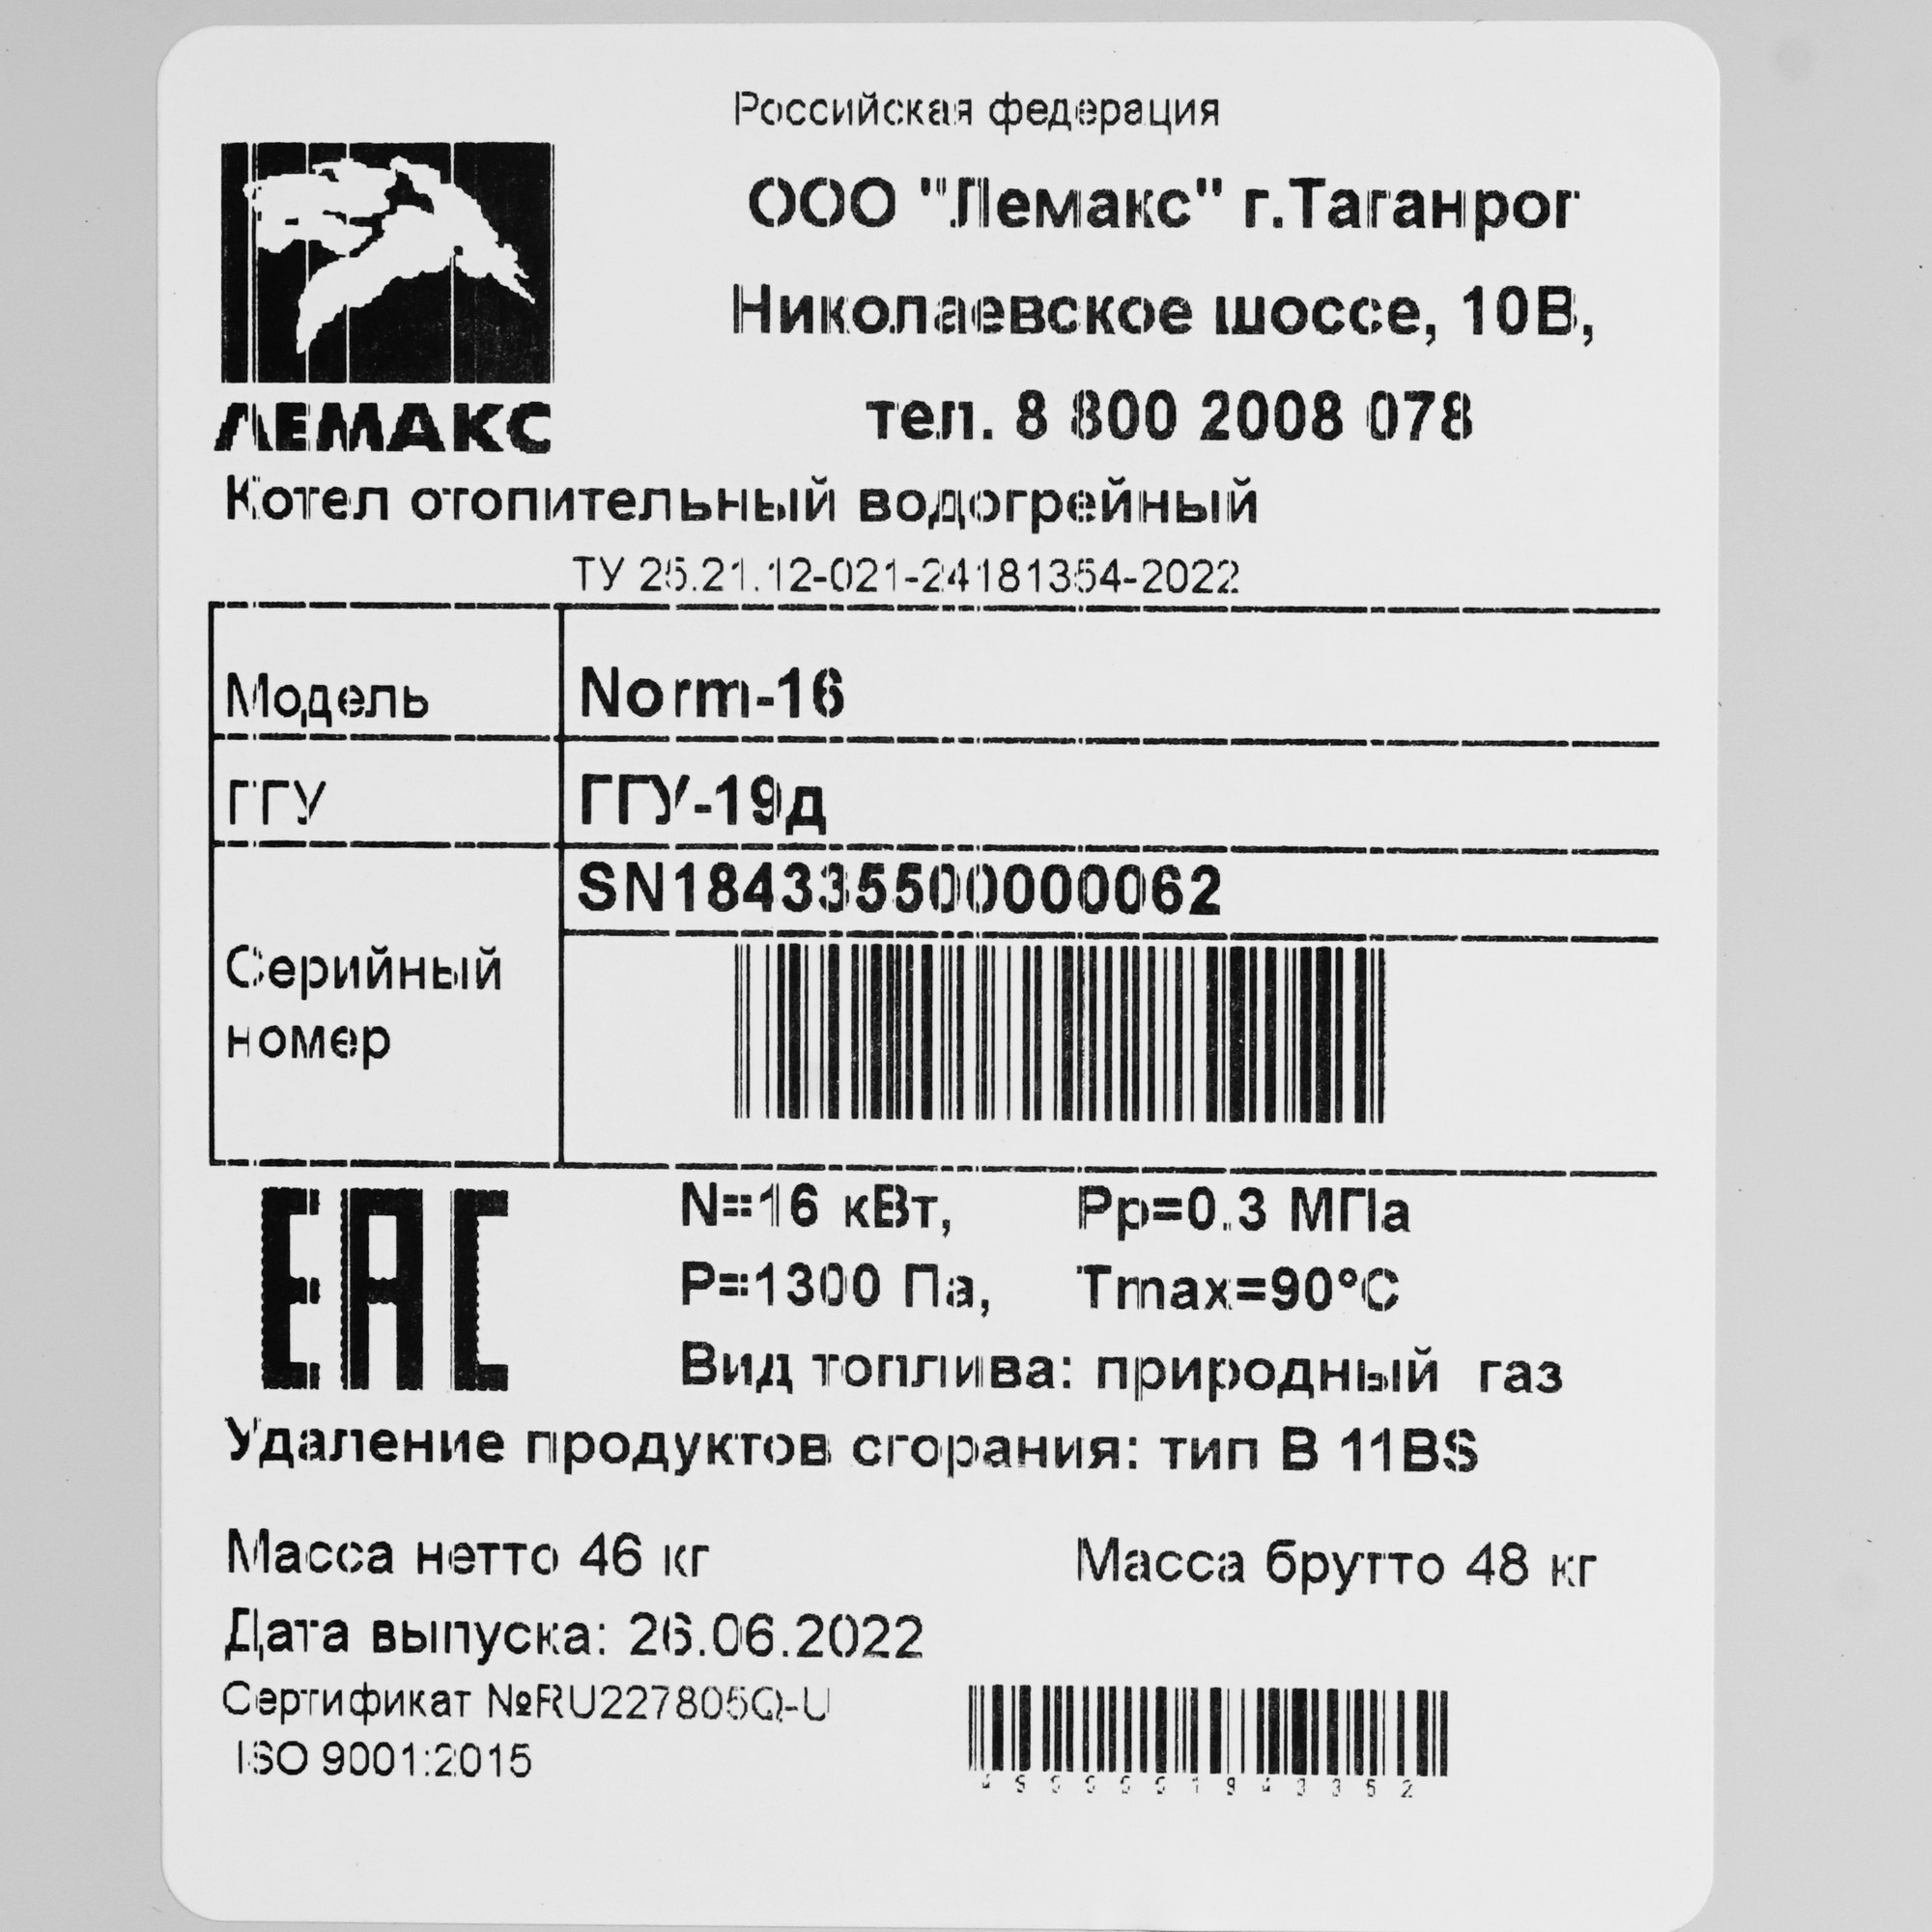 Российская федерация
ООО "Лемакс" г.Таганрог
Николаевское шоссе, 10В,
тел. 8 800 2008 078
ЛЕМАКС
Котел отопительный водогрейный
ТУ 25.21.12-021-24181354-2022
Модель Norm-16
ГГУ ГГУ-19д
SN184335500000062
Серийный
номер
EAC
N=16 кВт, Рр=0.3 МПа
Р=1300 Па, Tmax=90°C
Вид топлива: природный газ
Удаление продуктов сгорания: тип В 11BS
Масса нетто 46 кг Масса брутто 48 кг
Дата выпуска: 26.06.2022
Сертификат №RU227805Q-U
ISO 9001:2015